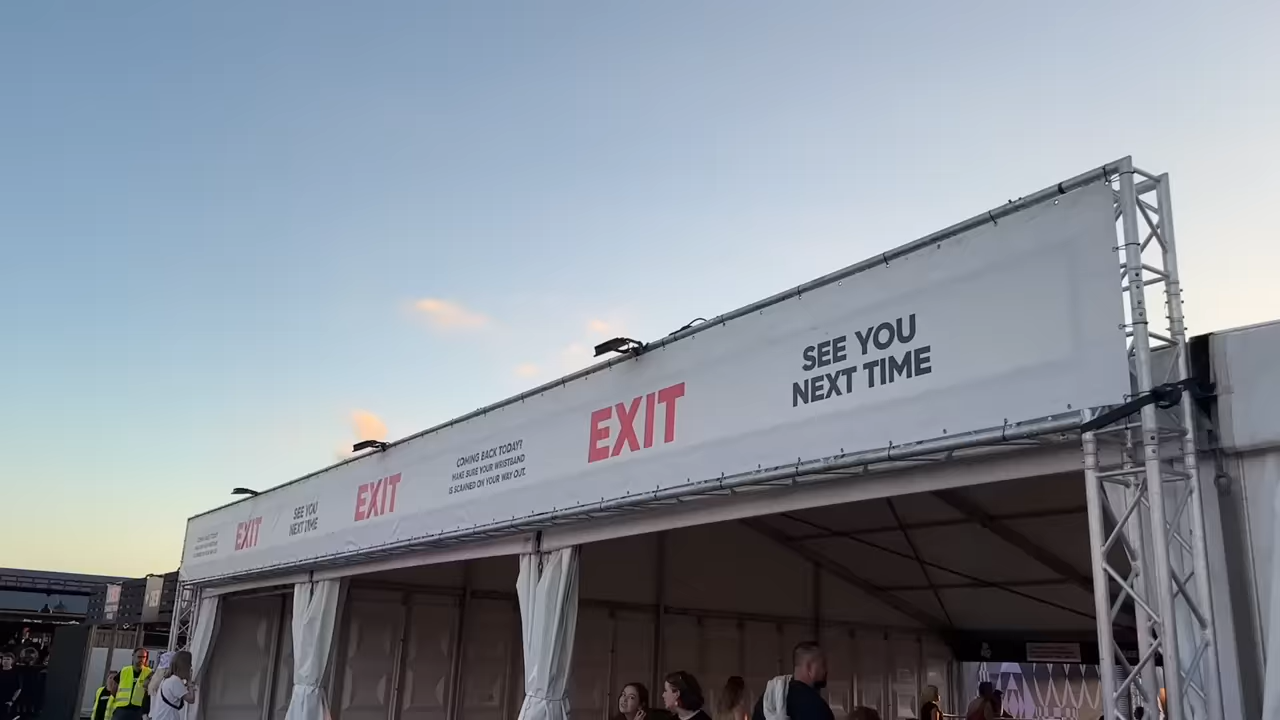 EXIT
SEE YOU
NEXT TIME
EXIT
COMING BACK TODAY?
MAKE SURE YOUR WRISTBAND
IS SCANNED ON YOUR WAY OUT.
EXIT
SEE YOU
NEXT TIME